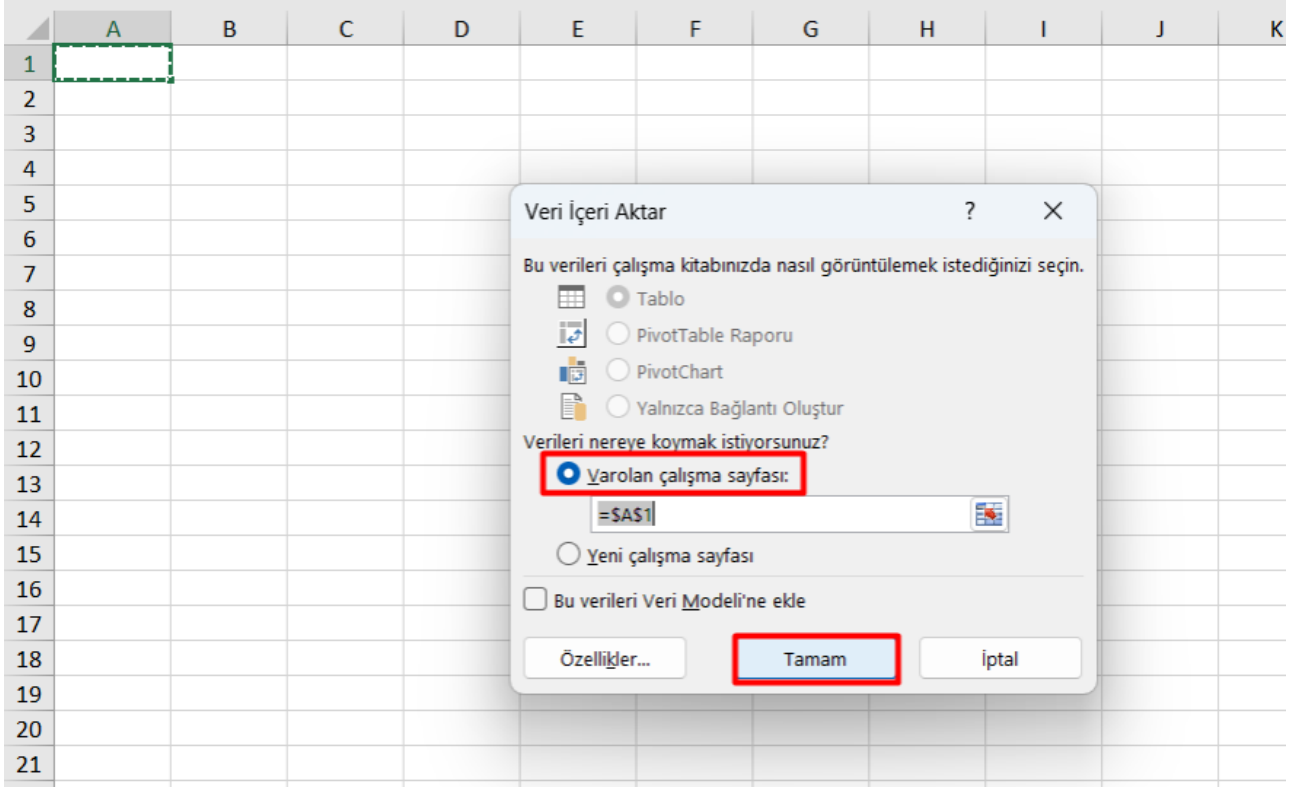 A B C D E F G H I J K
1
2
3
4
5
6
7
8
9
10
11
12
13
14
15
16
17
18
19
20
21
Veri İçeri Aktar ?
Bu verileri çalışma kitabınızda nasıl görüntülemek istediğinizi seçin.
Tablo
PivotTable Raporu
PivotChart
Yalnızca Bağlantı Oluştur
Verileri nereye koymak istiyorsunuz?
Varolan çalışma sayfası:
=$A$1
Yeni çalışma sayfası
Bu verileri Veri Modeli'ne ekle
Özellikler... Tamam İptal